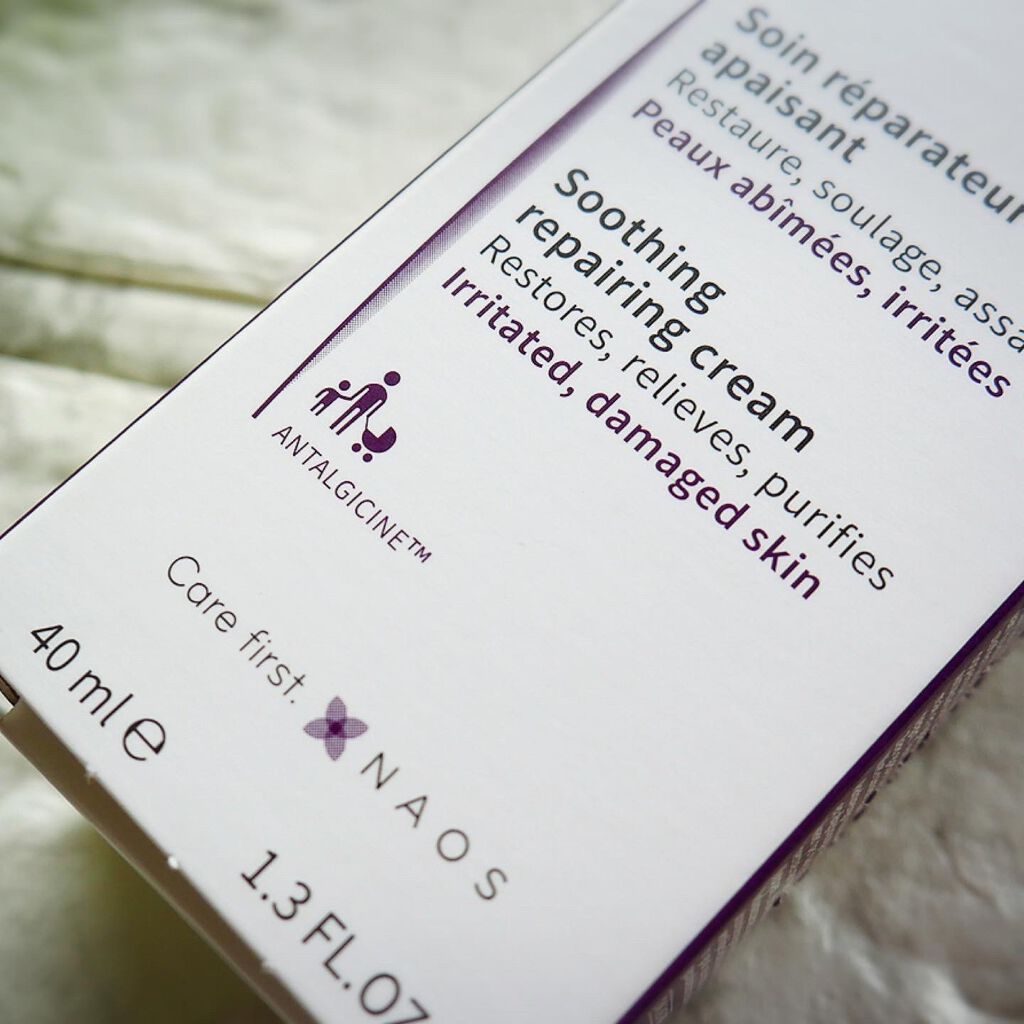 Soin réparateur
apaisant
Restaure, soulage,
Peaux abîmées, irritées
Soothing
repairing cream
Restores, relieves, purifies
Irritated, damaged skin
ANTALGICINE™
Care first. NAOS
40 ml e
1.3 FL.OZ